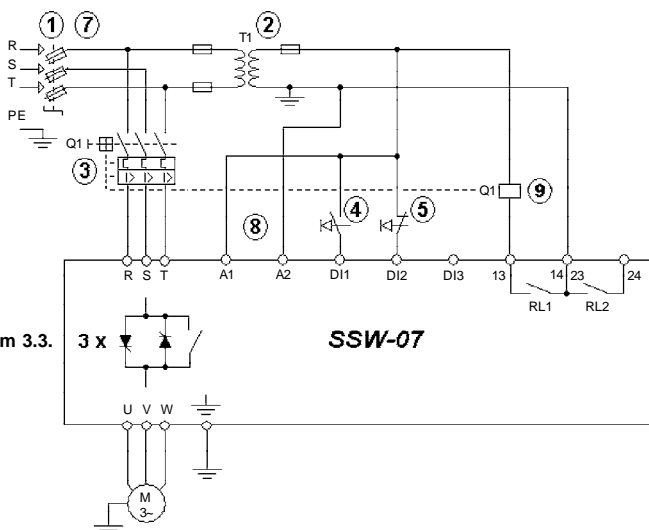 1 7 2
T1
R
S
T
PE
Q1
3
4 5
Q1 9
8
R S T A1 A2 DI1 DI2 DI3 13 14 23 24
RL1 RL2
m 3.3. 3 x SSW-07
U V W
M
3~